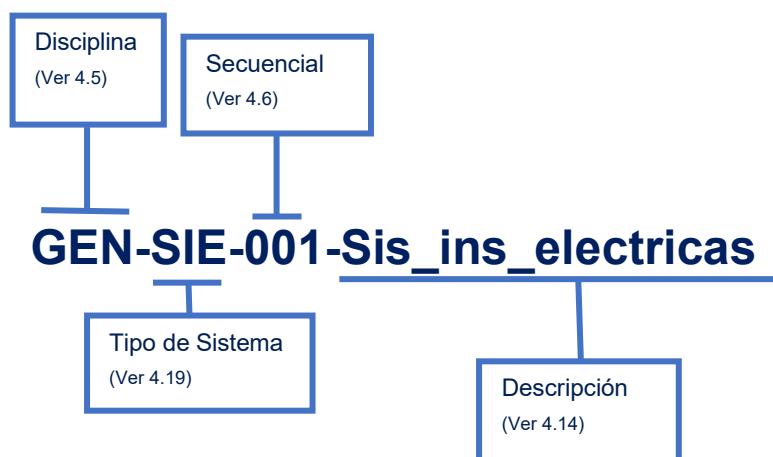 Disciplina
(Ver 4.5)
Secuencial
(Ver 4.6)
GEN-SIE-001-Sis_ins_electricas
Tipo de Sistema
(Ver 4.19)
Descripción
(Ver 4.14)